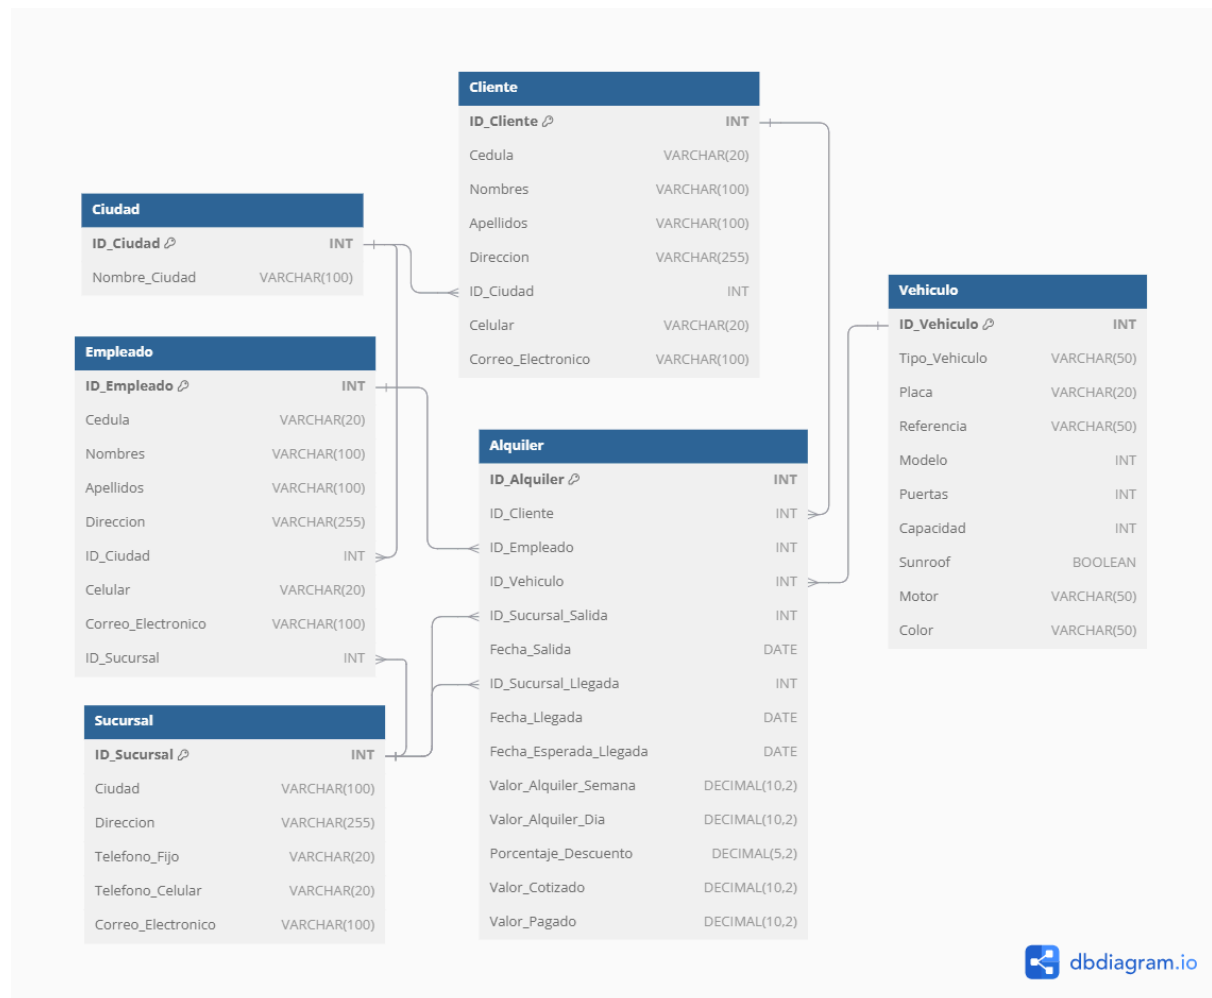 Cliente
ID_Cliente INT
Cedula VARCHAR(20)
Nombres VARCHAR(100)
Apellidos VARCHAR(100)
Direccion VARCHAR(255)
ID_Ciudad INT
Celular VARCHAR(20)
Correo_Electronico VARCHAR(100)
Ciudad
ID_Ciudad INT
Nombre_Ciudad VARCHAR(100)
Empleado
ID_Empleado INT
Cedula VARCHAR(20)
Nombres VARCHAR(100)
Apellidos VARCHAR(100)
Direccion VARCHAR(255)
ID_Ciudad INT
Celular VARCHAR(20)
Correo_Electronico VARCHAR(100)
ID_Sucursal INT
Sucursal
ID_Sucursal INT
Ciudad VARCHAR(100)
Direccion VARCHAR(255)
Telefono_Fijo VARCHAR(20)
Telefono_Celular VARCHAR(20)
Correo_Electronico VARCHAR(100)
Alquiler
ID_Alquiler INT
ID_Cliente INT
ID_Empleado INT
ID_Vehiculo INT
ID_Sucursal_Salida INT
Fecha_Salida DATE
ID_Sucursal_Llegada INT
Fecha_Llegada DATE
Fecha_Esperada_Llegada DATE
Valor_Alquiler_Semana DECIMAL(10,2)
Valor_Alquiler_Dia DECIMAL(10,2)
Porcentaje_Descuento DECIMAL(5,2)
Valor_Cotizado DECIMAL(10,2)
Valor_Pagado DECIMAL(10,2)
Vehiculo
ID_Vehiculo INT
Tipo_Vehiculo VARCHAR(50)
Placa VARCHAR(20)
Referencia VARCHAR(50)
Modelo INT
Puertas INT
Capacidad INT
Sunroof BOOLEAN
Motor VARCHAR(50)
Color VARCHAR(50)
dbdiagram.io